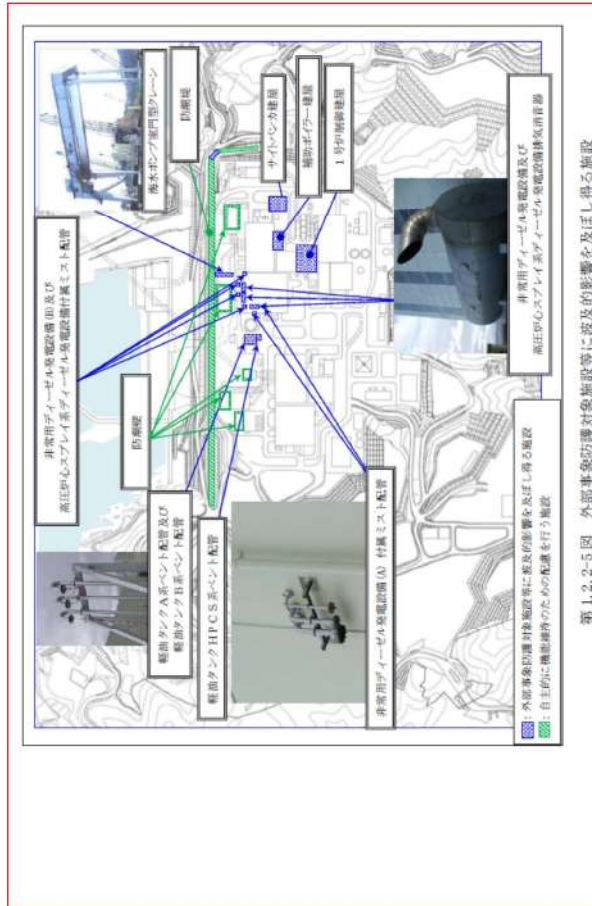 非常用ディーゼル発電設備(B)及び
高圧炉心スプレイ系ディーゼル発電設備付属ミスト配管
海水ポンプ室門型クレーン
防潮堤
防潮壁
軽油タンクA系ベント配管及び
軽油タンクB系ベント配管
軽油タンクHPCS系ベント配管
サイトバンカ建屋
補助ボイラー建屋
1号炉制御建屋
非常用ディーゼル発電設備(A) 付属ミスト配管
非常用ディーゼル発電設備及び
高圧炉心スプレイ系ディーゼル発電設備排気消音器
:外部事象防護対象施設等に波及的影響を及ぼし得る施設
:自主的に機能維持のための配慮を行う施設
第1.2.2-5図 外部事象防護対象施設等に波及的影響を及ぼし得る施設